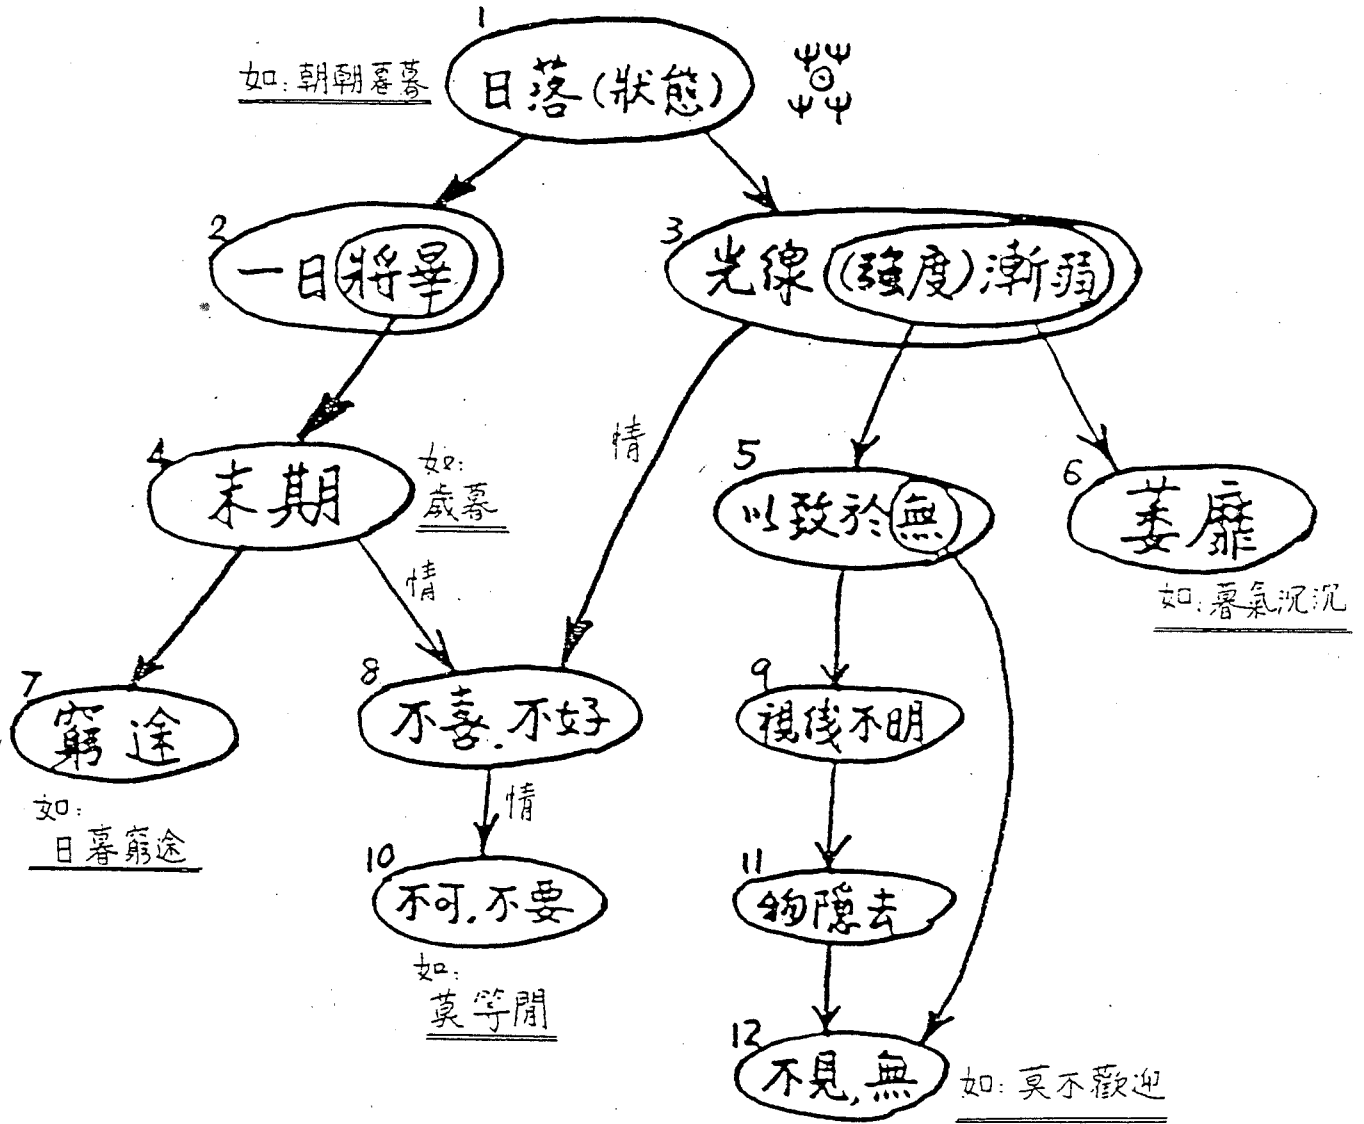 1
如:朝朝暮暮
日落(狀態)
2
一日將畢
3
光線(強度)漸弱
情
4
末期
如:
歲暮
5
以致於無
6
萎靡
如:暮氣沉沉
情
7
窮途
如:
日暮窮途
8
不喜.不好
情
9
視線不明
10
不可.不要
如:
莫等閒
11
物隱去
12
不見,無
如:莫不歡迎